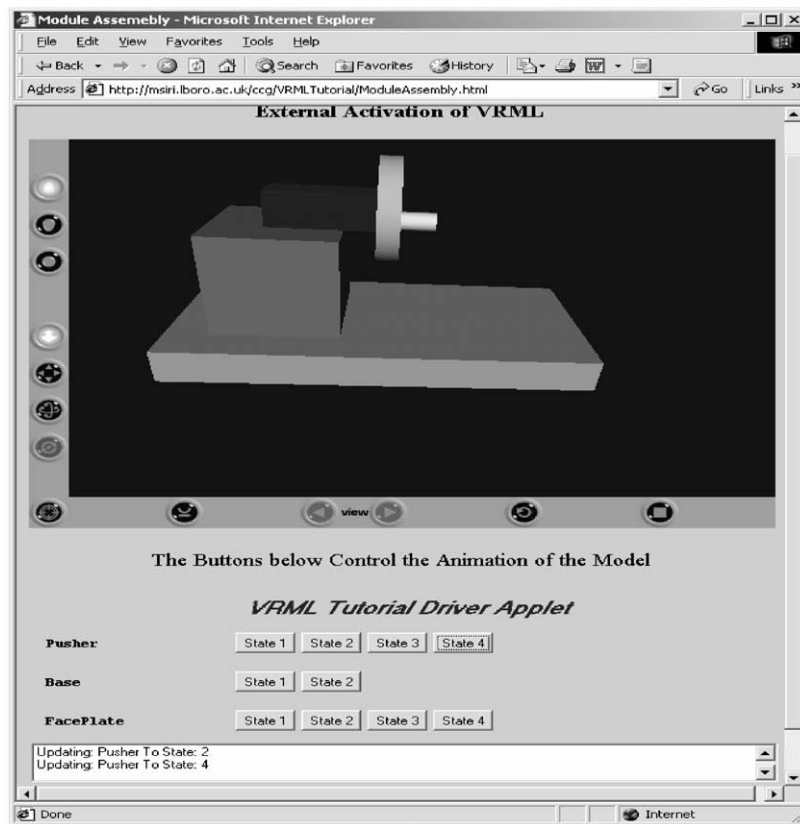 Module Assemebly - Microsoft Internet Explorer
File Edit View Favorites Tools Help
Back Search Favorites History
Address http://msiri.lboro.ac.uk/ccg/VRMLTutorial/ModuleAssembly.html Go Links »
External Activation of VRML
view
The Buttons below Control the Animation of the Model
VRML Tutorial Driver Applet
Pusher State 1 State 2 State 3 State 4
Base State 1 State 2
FacePlate State 1 State 2 State 3 State 4
Updating: Pusher To State: 2
Updating: Pusher To State: 4
Done Internet